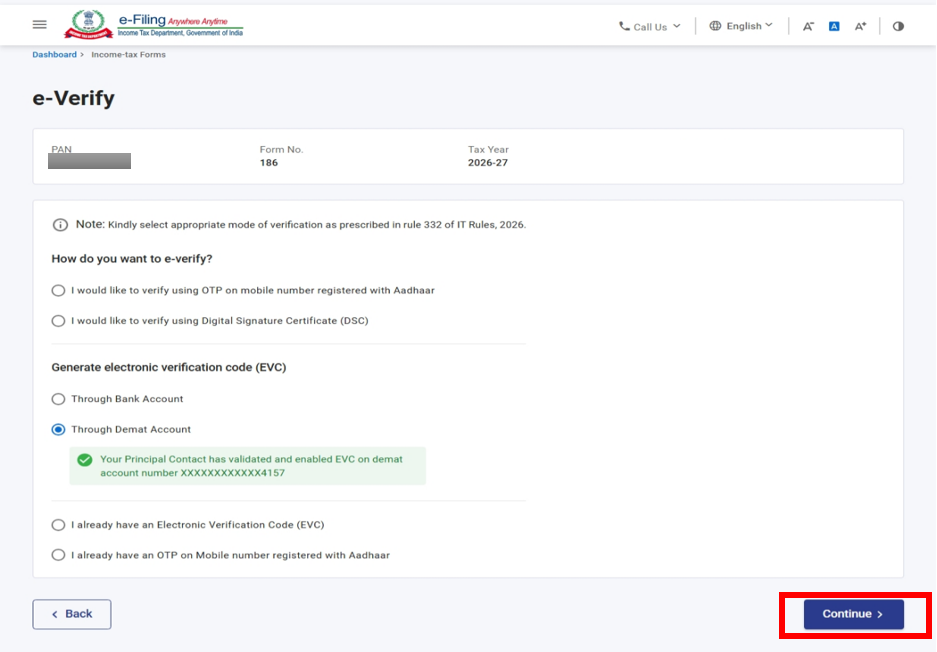 e-Filing Anywhere Anytime
Income Tax Department, Government of India
Call Us
English
A-
A
A+
Dashboard > Income-tax Forms
e-Verify
PAN
Form No.
186
Tax Year
2026-27
Note: Kindly select appropriate mode of verification as prescribed in rule 332 of IT Rules, 2026.
How do you want to e-verify?
I would like to verify using OTP on mobile number registered with Aadhaar
I would like to verify using Digital Signature Certificate (DSC)
Generate electronic verification code (EVC)
Through Bank Account
Through Demat Account
Your Principal Contact has validated and enabled EVC on demat
account number XXXXXXXXXXXX4157
I already have an Electronic Verification Code (EVC)
I already have an OTP on Mobile number registered with Aadhaar
< Back
Continue >